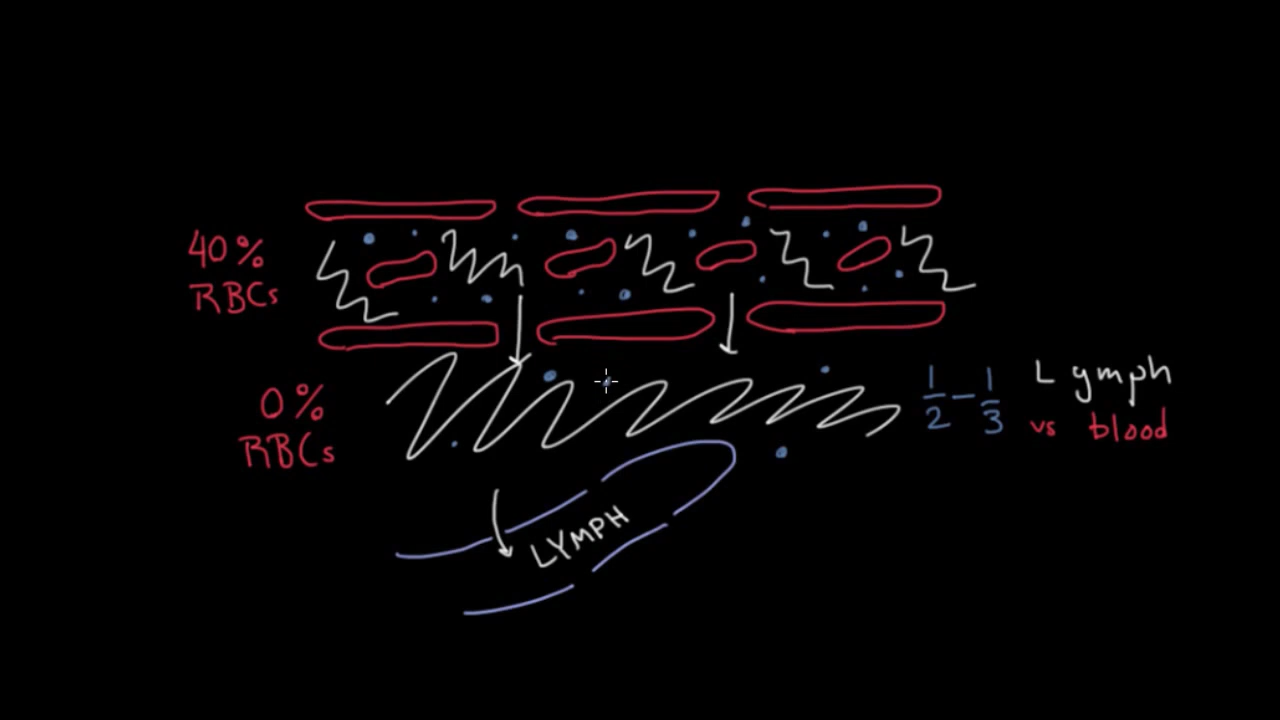 40%
RBCs
0%
RBCs
1/2 - 1/3
Lymph
vs blood
LYMPH